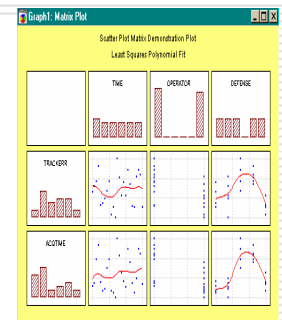 Graph1: Matrix Plot
Scatter Plot Matrix Demonstration Plot
Least Squares Polynomial Fit
TIME
OPERATOR
DEFENSE
TRACKERR
ACQTIME